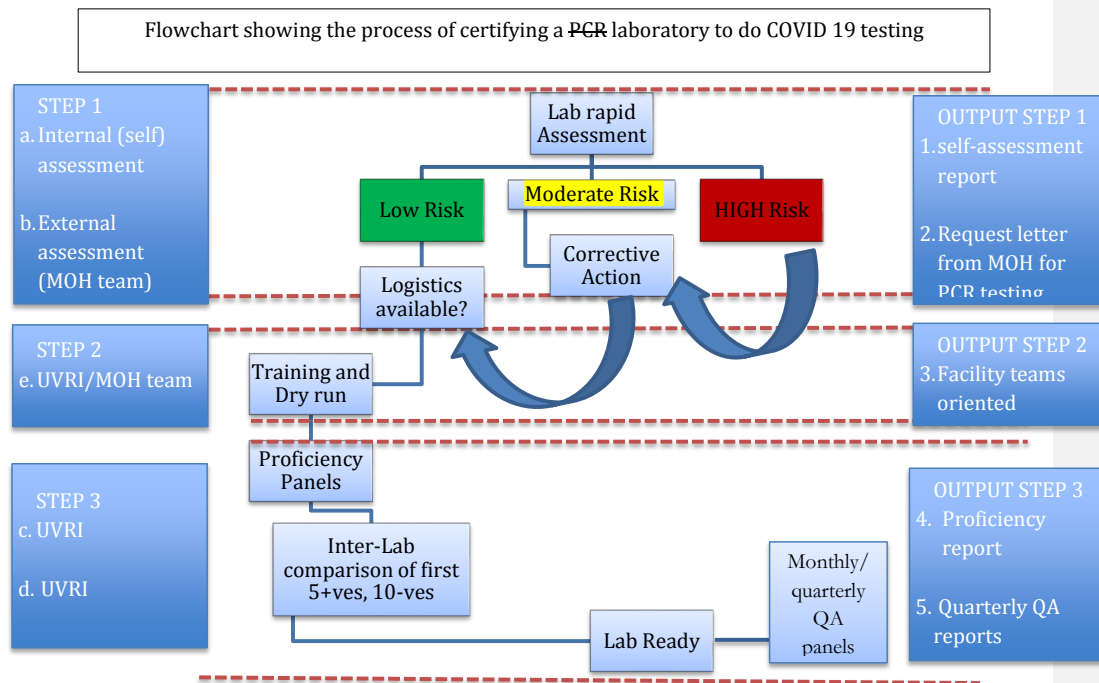 Flowchart showing the process of certifying a PCR laboratory to do COVID 19 testing
STEP 1
a. Internal (self)
assessment
b. External
assessment
(MOH team)
Lab rapid
Assessment
Low Risk
Moderate Risk
HIGH Risk
Corrective
Action
Logistics
available?
OUTPUT STEP 1
1. self-assessment
report
2. Request letter
from MOH for
PCR testing
STEP 2
e. UVRI/MOH team
Training and
Dry run
OUTPUT STEP 2
3. Facility teams
oriented
STEP 3
c. UVRI
d. UVRI
Proficiency
Panels
Inter-Lab
comparison of first
5+ves, 10-ves
Lab Ready
Monthly/
quarterly
QA
panels
OUTPUT STEP 3
4. Proficiency
report
5. Quarterly QA
reports